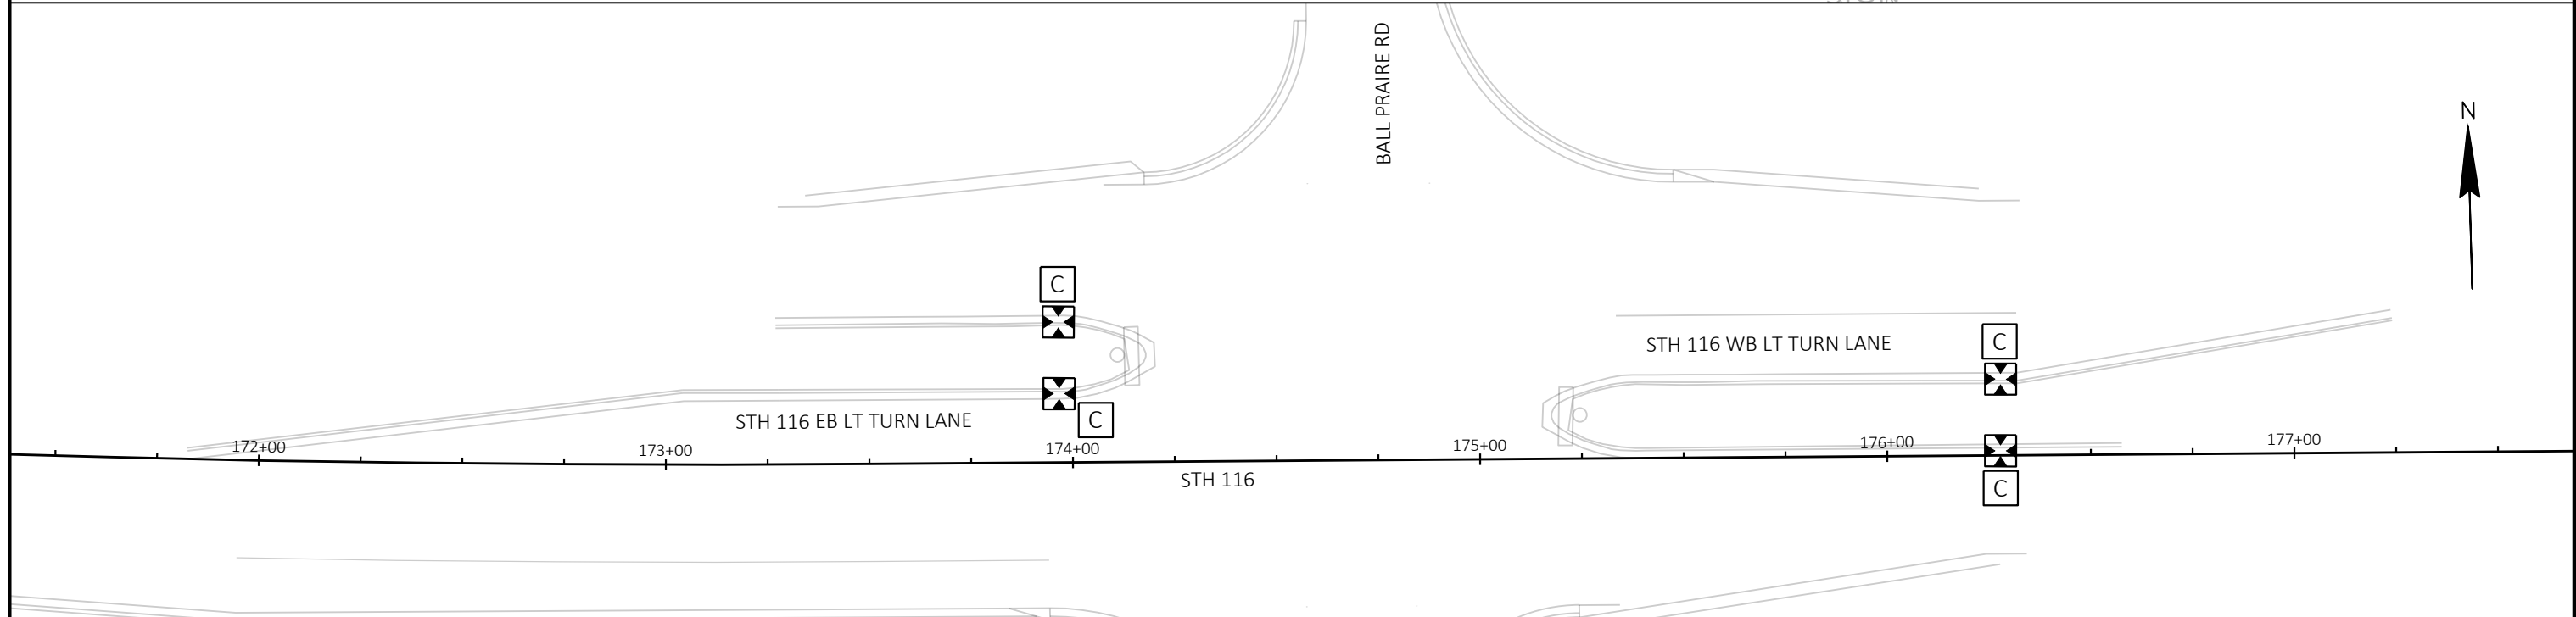 BALL PRAIRE RD
N
C
C
STH 116 WB LT TURN LANE
C
STH 116 EB LT TURN LANE
C
172+00
173+00
174+00
175+00
176+00
177+00
STH 116
C